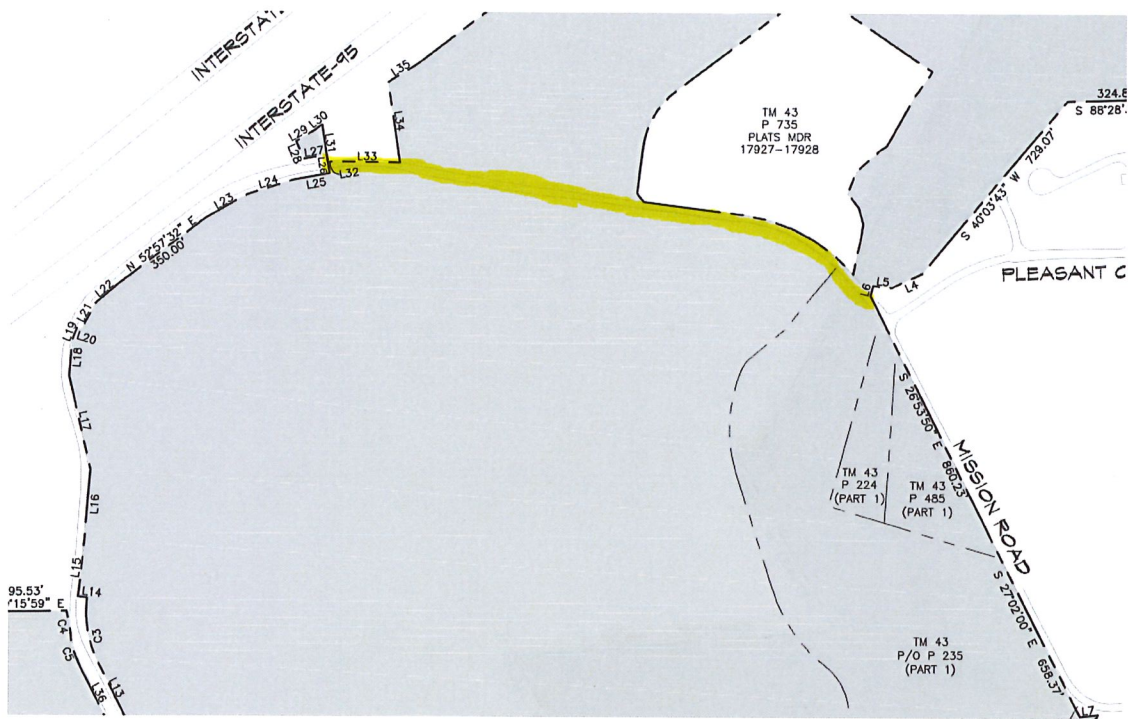 INTERSTAT
INTERSTATE-95
L35
L29 L30
L31
L28
L27
L26
L34
L33
L32
L25
L24
L23
N 52°57'32" E
350.00'
L22
L21
L19
L20
L18
L17
L16
L15
L14
95.53'
°15'59" E
C4
C3
C5
L36
L13
TM 43
P 735
PLATS MDR
17927-17928
324.8
S 88°28'
S 40°03'43" W 729.07'
PLEASANT C
L6
L5
L4
S 26°53'50" E 860.23'
MISSION ROAD
TM 43
P 224
(PART 1)
TM 43
P 485
(PART 1)
S 27°02'00" E 658.37'
TM 43
P/O P 235
(PART 1)
L7